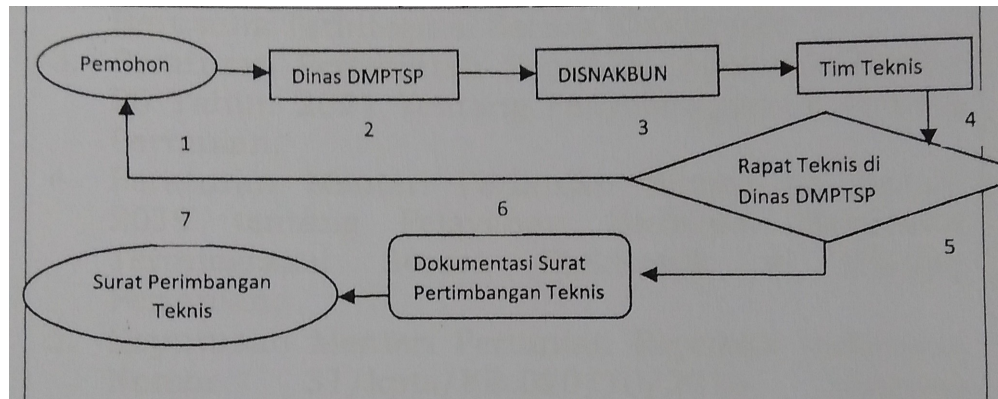 Pemohon
Dinas DMPTSP
DISNAKBUN
Tim Teknis
1
2
3
4
Rapat Teknis di
Dinas DMPTSP
5
6
7
Dokumentasi Surat
Pertimbangan Teknis
Surat Perimbangan
Teknis